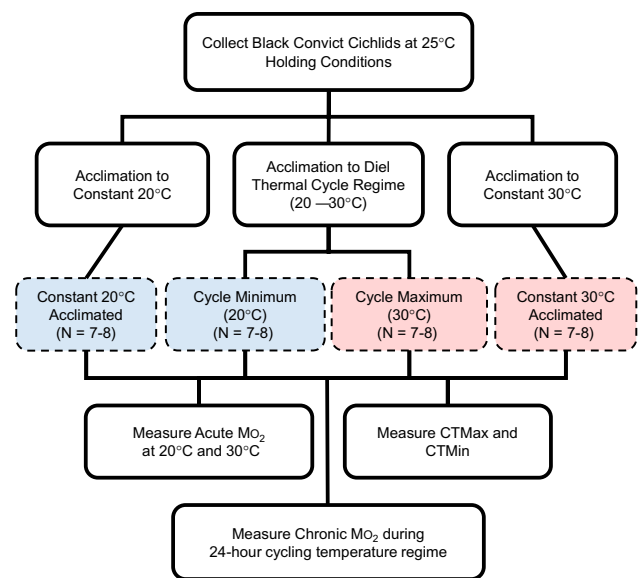 Collect Black Convict Cichlids at 25°C
Holding Conditions
Acclimation to
Constant 20°C
Acclimation to Diel
Thermal Cycle Regime
(20 —30°C)
Acclimation to
Constant 30°C
Constant 20°C
Acclimated
(N = 7-8)
Cycle Minimum
(20°C)
(N = 7-8)
Cycle Maximum
(30°C)
(N = 7-8)
Constant 30°C
Acclimated
(N = 7-8)
Measure Acute MO₂
at 20°C and 30°C
Measure CTMax and
CTMin
Measure Chronic MO₂ during
24-hour cycling temperature regime